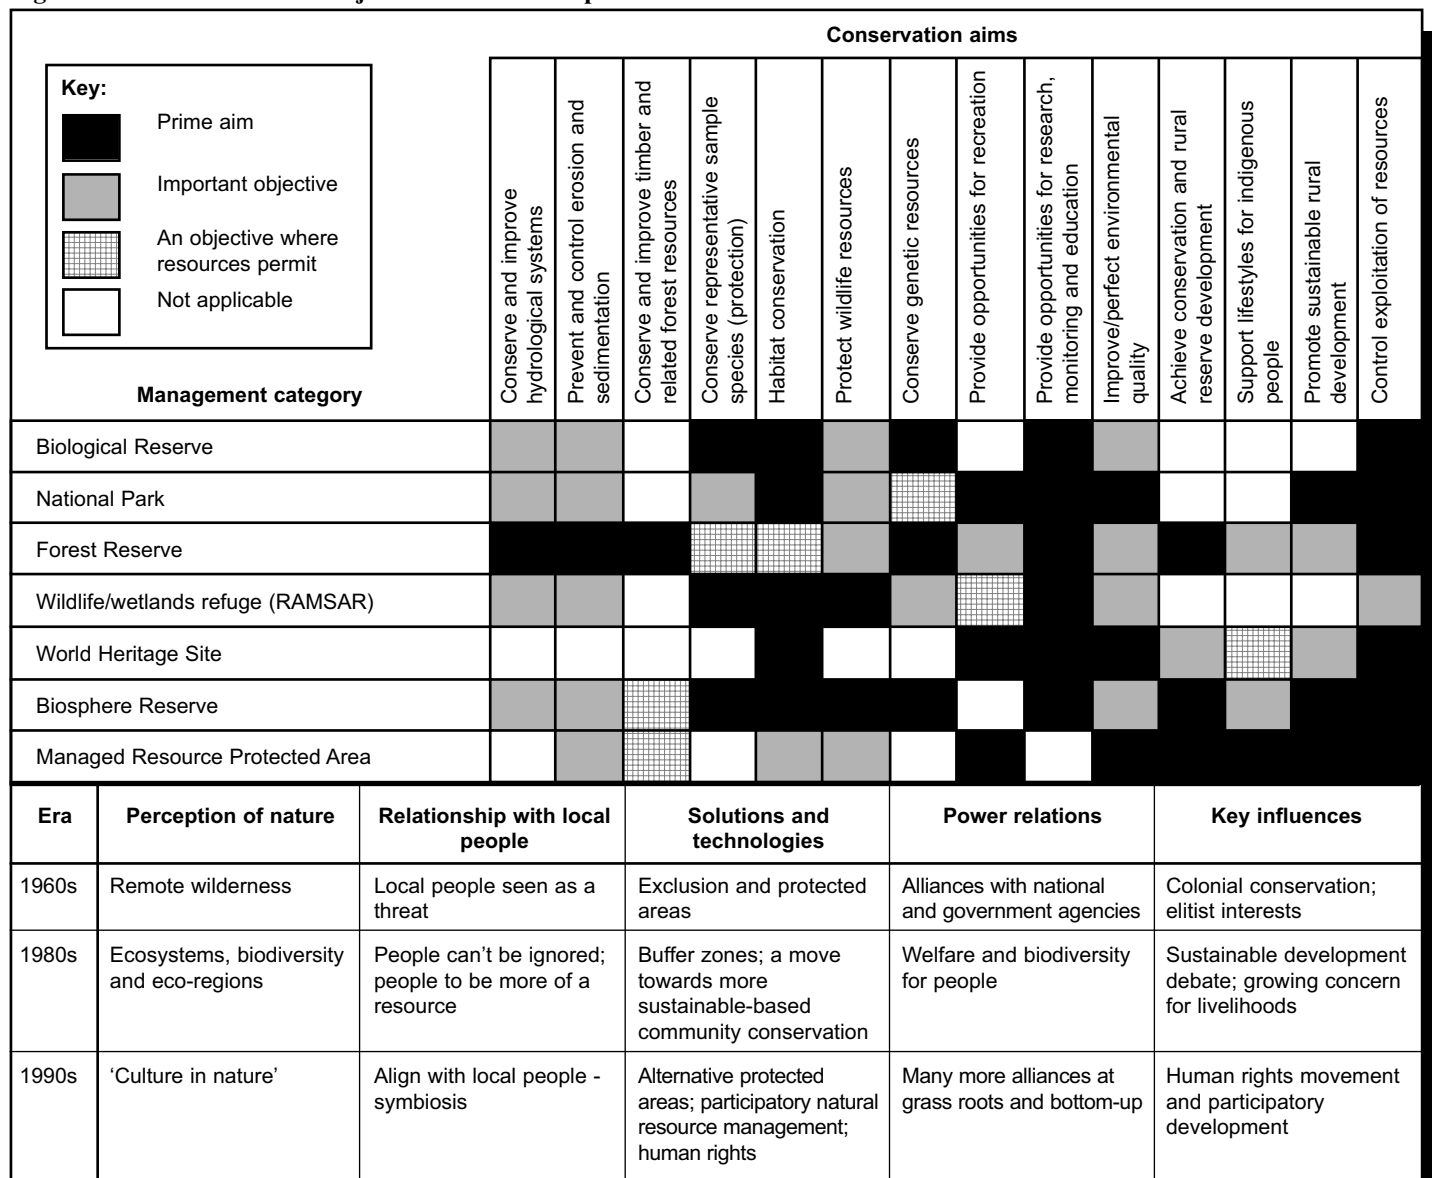 Conservation aims
Key:
Prime aim
Important objective
An objective where
resources permit
Not applicable
Management category
Conserve and improve
hydrological systems
Prevent and control erosion and
sedimentation
Conserve and improve timber and
related forest resources
Conserve representative sample
species (protection)
Habitat conservation
Protect wildlife resources
Conserve genetic resources
Provide opportunities for recreation
Provide opportunities for research,
monitoring and education
Improve/perfect environmental
quality
Achieve conservation and rural
reserve development
Support lifestyles for indigenous
people
Promote sustainable rural
development
Control exploitation of resources
Biological Reserve
National Park
Forest Reserve
Wildlife/wetlands refuge (RAMSAR)
World Heritage Site
Biosphere Reserve
Managed Resource Protected Area
Era
Perception of nature
Relationship with local
people
Solutions and
technologies
Power relations
Key influences
1960s
Remote wilderness
Local people seen as a
threat
Exclusion and protected
areas
Alliances with national
and government agencies
Colonial conservation;
elitist interests
1980s
Ecosystems, biodiversity
and eco-regions
People can't be ignored;
people to be more of a
resource
Buffer zones; a move
towards more
sustainable-based
community conservation
Welfare and biodiversity
for people
Sustainable development
debate; growing concern
for livelihoods
1990s
'Culture in nature'
Align with local people -
symbiosis
Alternative protected
areas; participatory natural
resource management;
human rights
Many more alliances at
grass roots and bottom-up
Human rights movement
and participatory
development